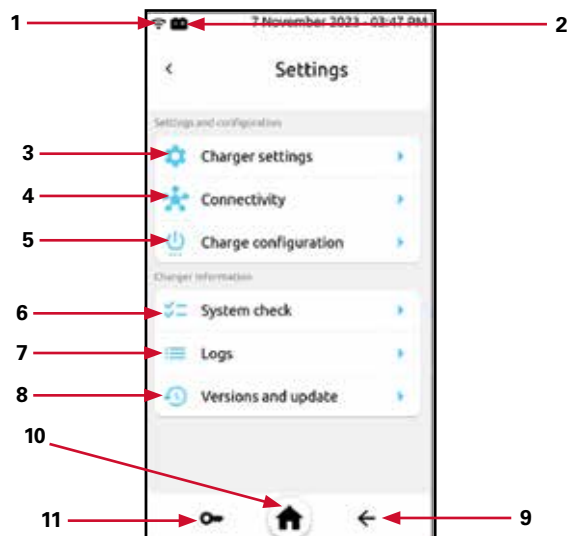 1
2
7 November 2023 - 03:47 PM
Settings
Settings and configuration
3
Charger settings
4
Connectivity
5
Charge configuration
Charger information
6
System check
7
Logs
8
Versions and update
10
11
9